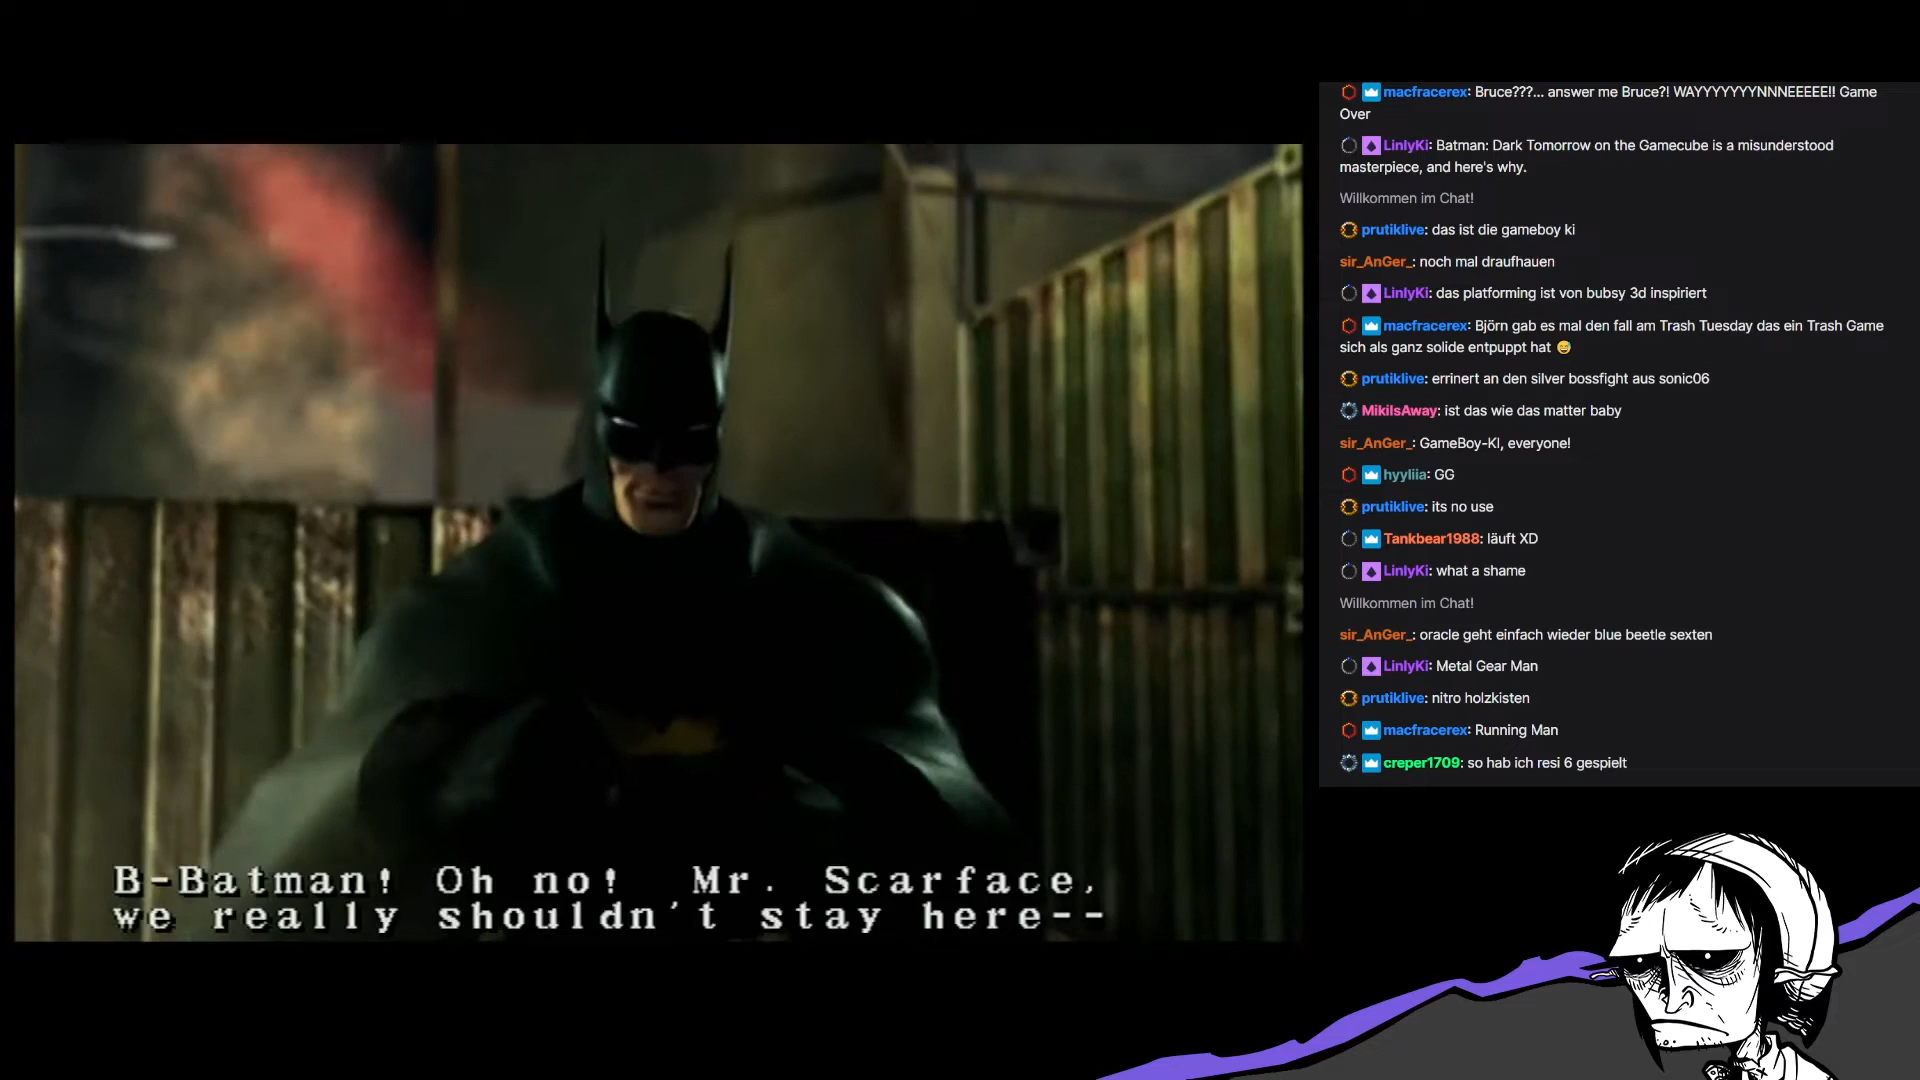 macfracerex: Bruce???... answer me Bruce?! WAYYYYYYYNNNEEEEE!! Game
Over
LinlyKi: Batman: Dark Tomorrow on the Gamecube is a misunderstood
masterpiece, and here's why.
Willkommen im Chat!
prutiklive: das ist die gameboy ki
sir_AnGer_: noch mal draufhauen
LinlyKi: das platforming ist von bubsy 3d inspiriert
macfracerex: Björn gab es mal den fall am Trash Tuesday das ein Trash Game
sich als ganz solide entpuppt hat 😅
prutiklive: errinert an den silver bossfight aus sonic06
MikiIsAway: ist das wie das matter baby
sir_AnGer_: GameBoy-KI, everyone!
hyyliia: GG
prutiklive: its no use
Tankbear1988: läuft XD
LinlyKi: what a shame
Willkommen im Chat!
sir_AnGer_: oracle geht einfach wieder blue beetle sexten
LinlyKi: Metal Gear Man
prutiklive: nitro holzkisten
macfracerex: Running Man
creper1709: so hab ich resi 6 gespielt
B-Batman! Oh no! Mr. Scarface,
we really shouldn't stay here--